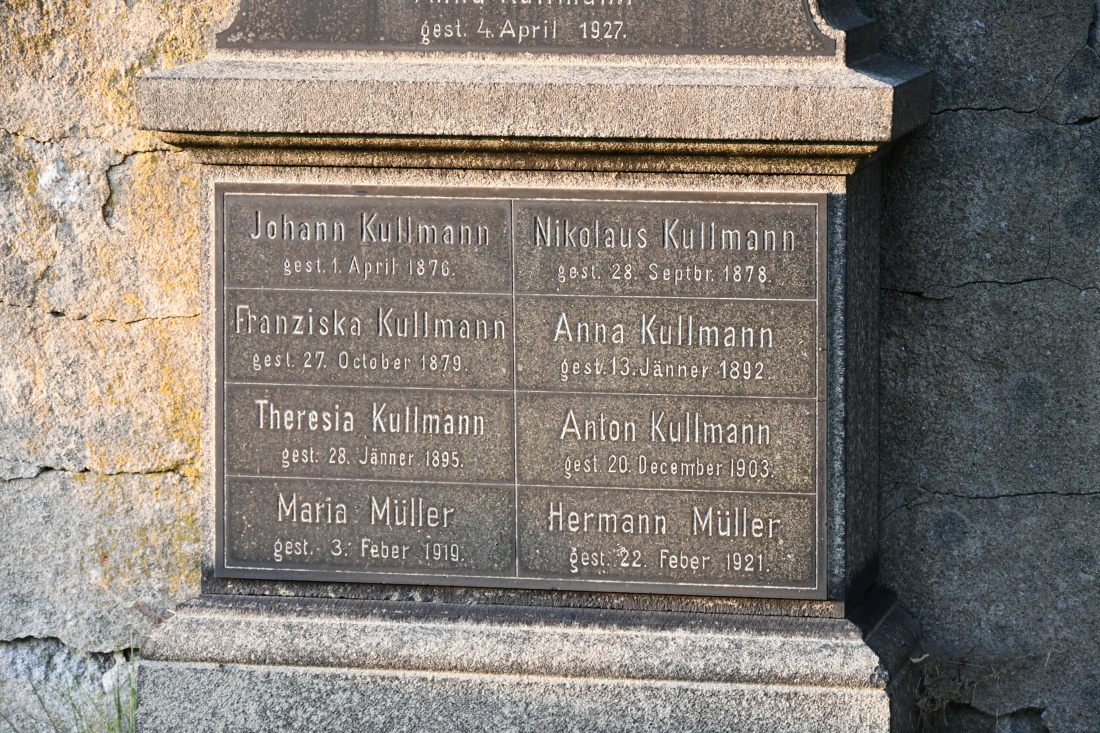 Anna Kullmann
gest. 4. April 1927.
Johann Kullmann
gest. 1. April 1876.
Nikolaus Kullmann
gest. 28. Septbr. 1878.
Franziska Kullmann
gest. 27. October 1879.
Anna Kullmann
gest. 13. Jänner 1892.
Theresia Kullmann
gest. 28. Jänner 1895.
Anton Kullmann
gest. 20. December 1903.
Maria Müller
gest. 3. Feber 1919.
Hermann Müller
gest. 22. Feber 1921.